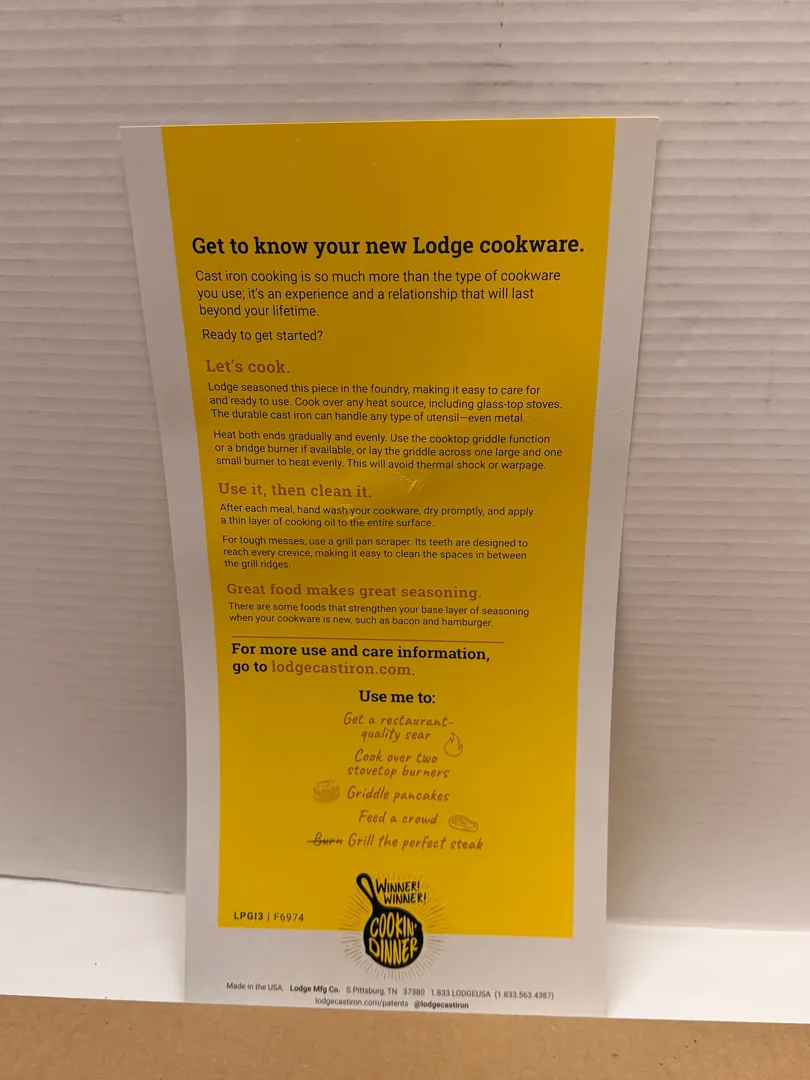 Get to know your new Lodge cookware.
Cast iron cooking is so much more than the type of cookware
you use; it's an experience and a relationship that will last
beyond your lifetime.
Ready to get started?
Let's cook.
Lodge seasoned this piece in the foundry, making it easy to care for
and ready to use. Cook over any heat source, including glass-top stoves.
The durable cast iron can handle any type of utensil—even metal.
Heat both ends gradually and evenly. Use the cooktop griddle function
or a bridge burner if available, or lay the griddle across one large and one
small burner to heat evenly. This will avoid thermal shock or warpage.
Use it, then clean it.
After each meal, hand wash your cookware, dry promptly, and apply
a thin layer of cooking oil to the entire surface.
For tough messes, use a grill pan scraper. Its teeth are designed to
reach every crevice, making it easy to clean the spaces in between
the grill ridges.
Great food makes great seasoning.
There are some foods that strengthen your base layer of seasoning
when your cookware is new, such as bacon and hamburger.
For more use and care information,
go to lodgecastiron.com.
Use me to:
Get a restaurant-
quality sear
Cook over two
stovetop burners
Griddle pancakes
Feed a crowd
Burn Grill the perfect steak
WINNER!
WINNER!
COOKIN'
DINNER
LPGI3 | F6974
Made in the USA. Lodge Mfg Co. S.Pittsburg, TN 37380 1.833.LODGEUSA (1.833.563.4387)
lodgecastiron.com/patents @lodgecastiron